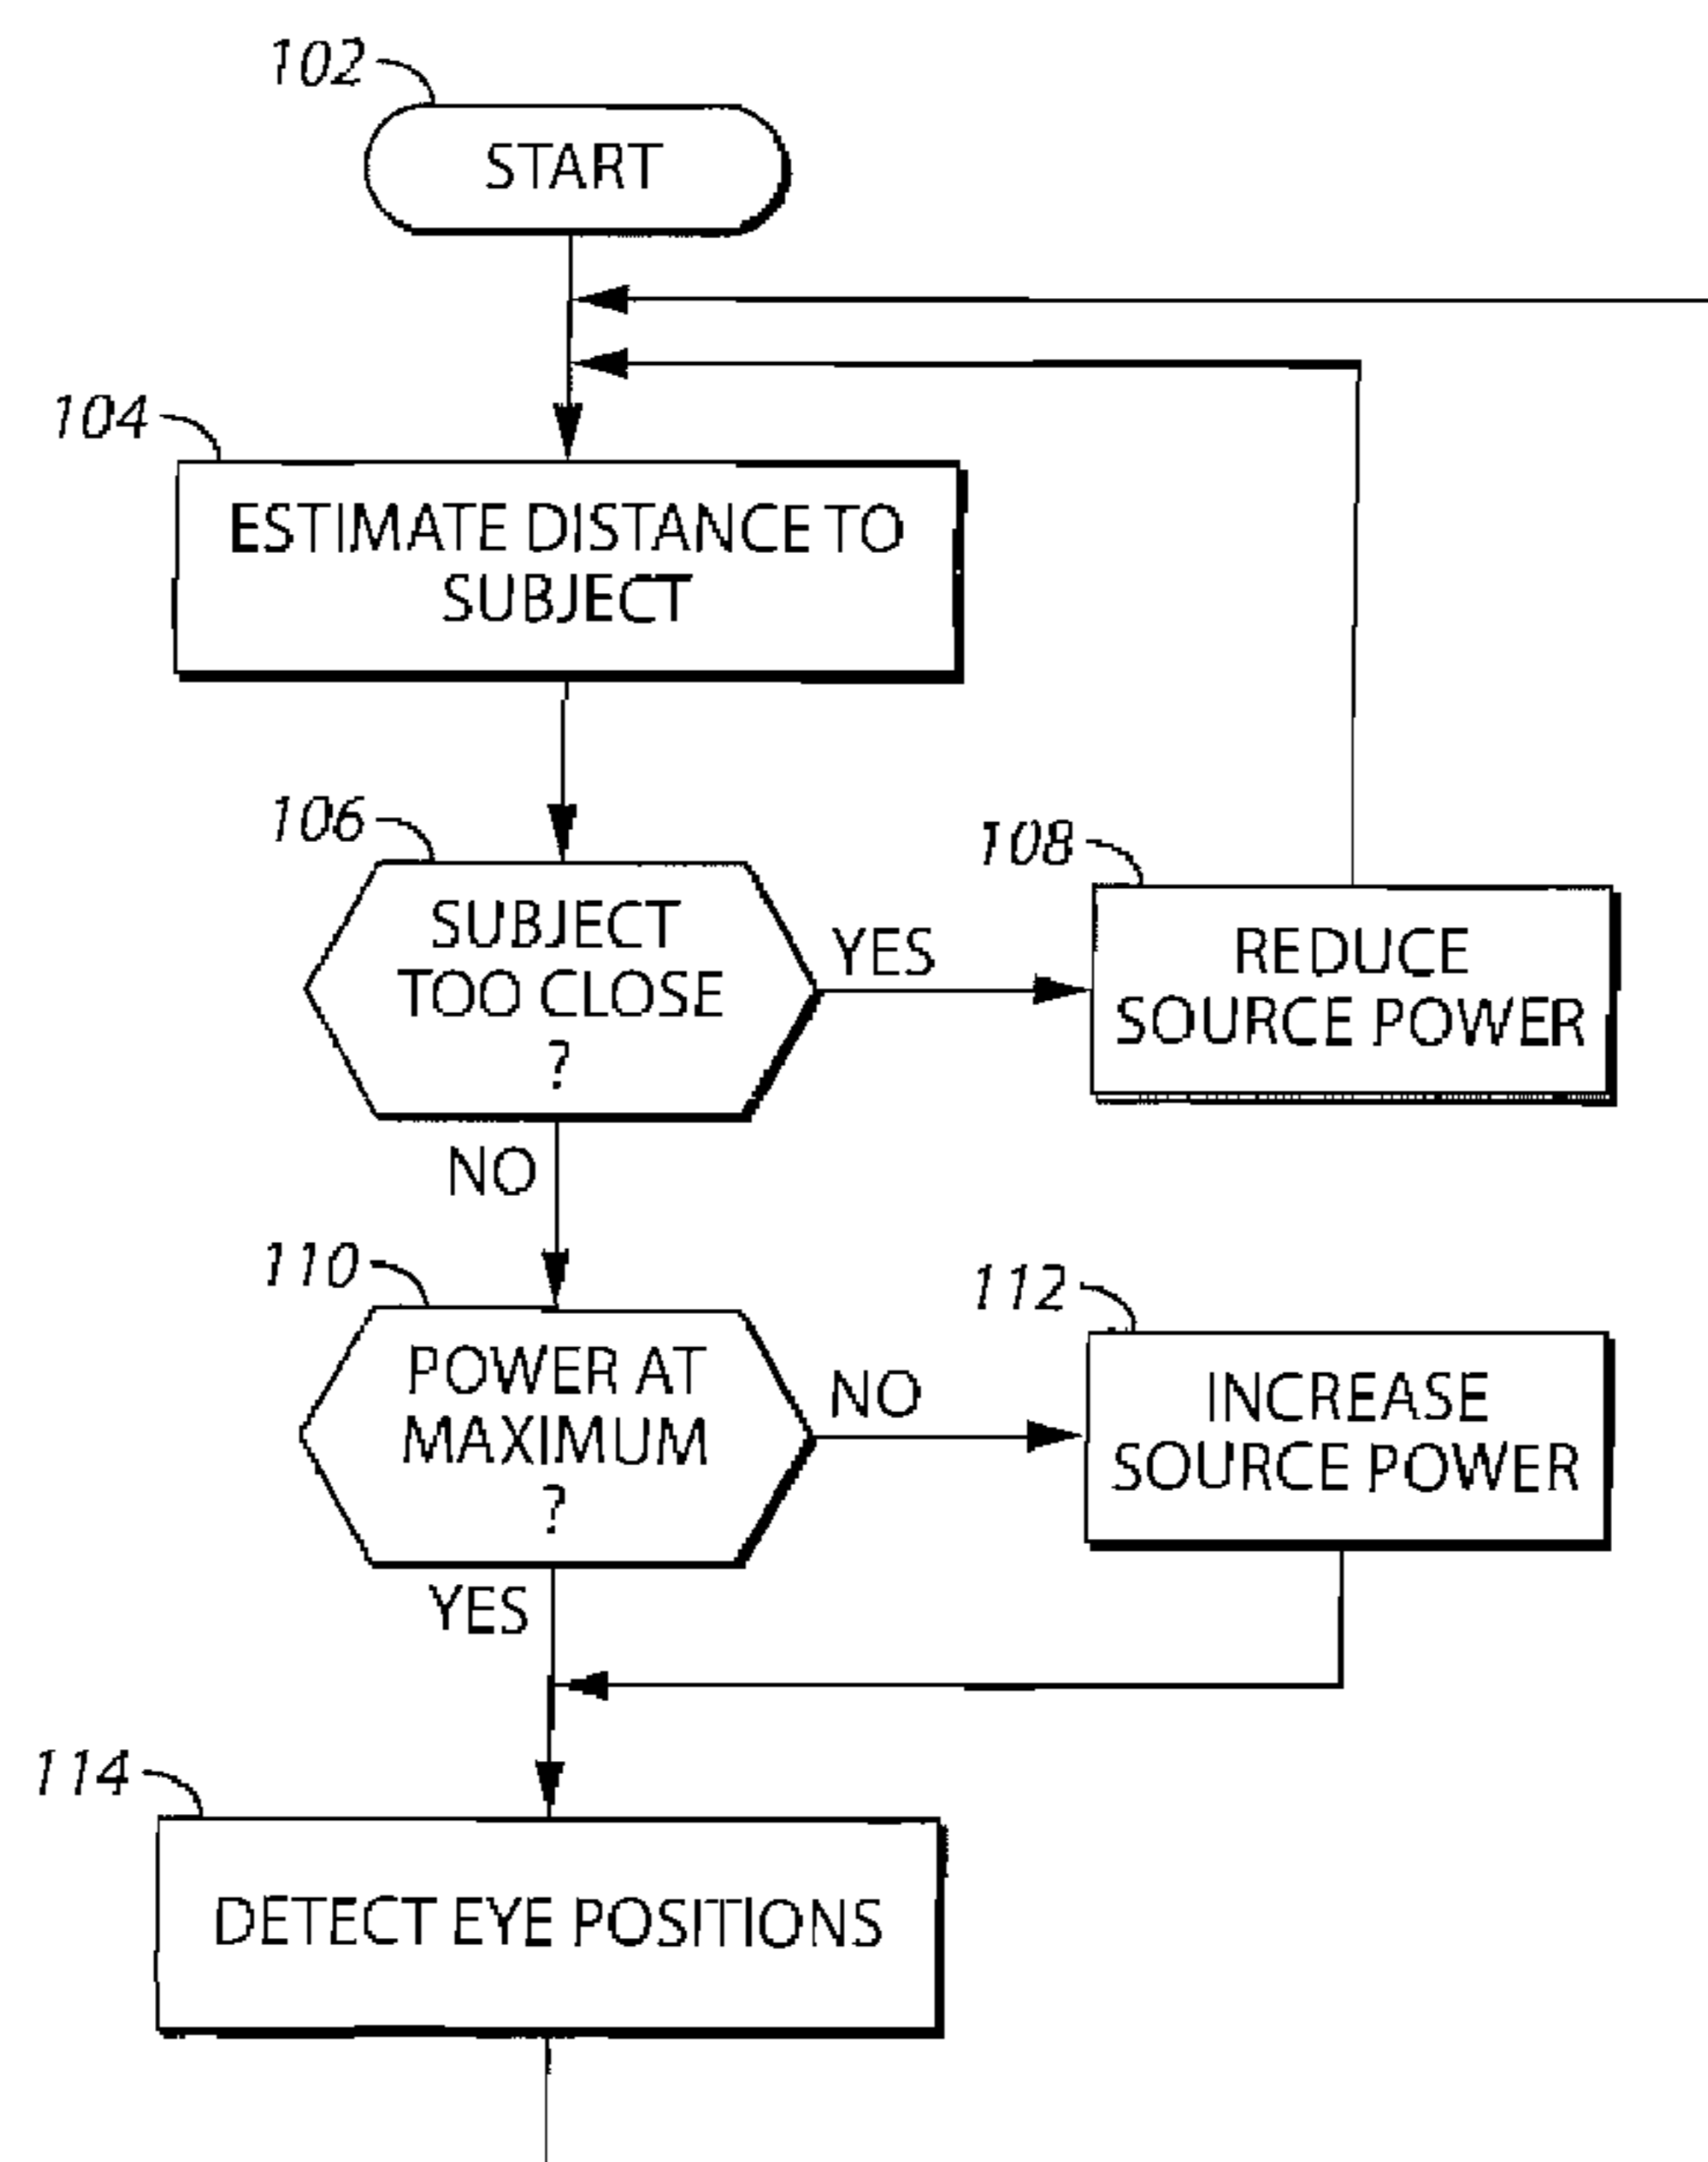 102
START
104
ESTIMATE DISTANCE TO
SUBJECT
106
SUBJECT
TOO CLOSE
?
YES
108
REDUCE
SOURCE POWER
NO
110
POWER AT
MAXIMUM
?
NO
112
INCREASE
SOURCE POWER
YES
114
DETECT EYE POSITIONS